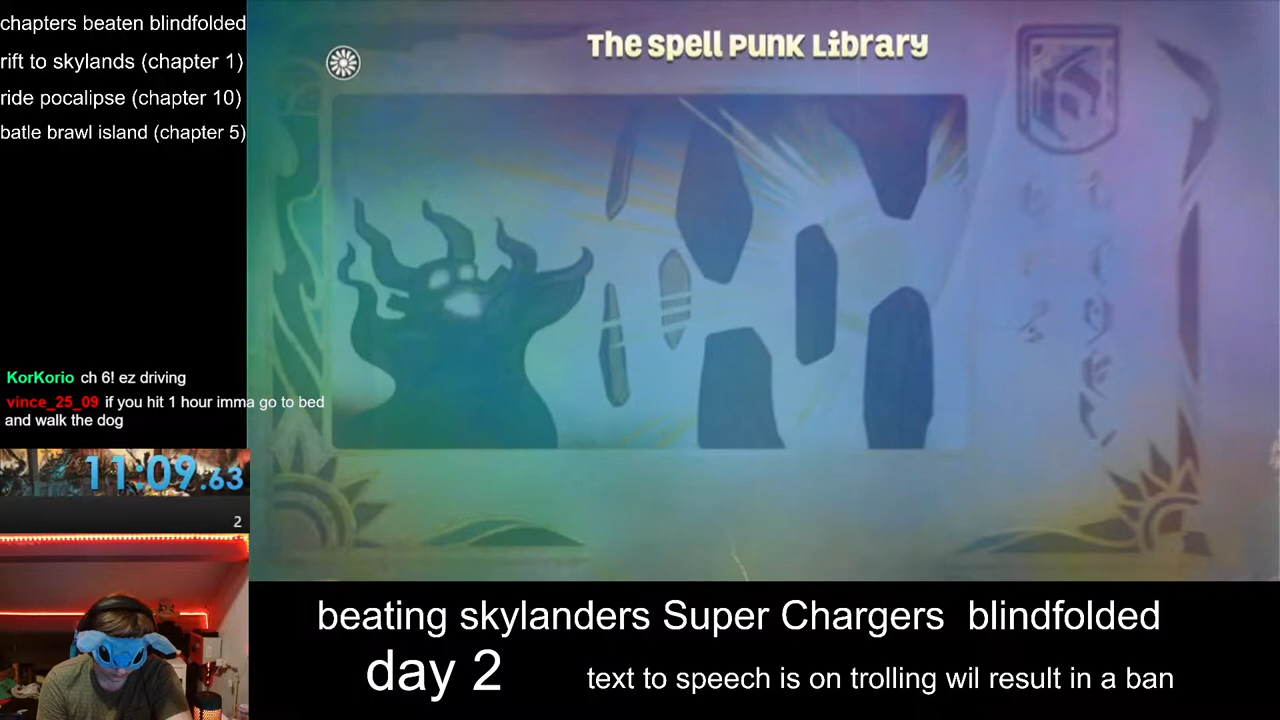 chapters beaten blindfolded
rift to skylands (chapter 1)
ride pocalipse (chapter 10)
batle brawl island (chapter 5)
The spell Punk Library
KorKorio ch 6! ez driving
vince_25_09 if you hit 1 hour imma go to bed
and walk the dog
11:09.63
2
beating skylanders Super Chargers blindfolded
day 2
text to speech is on trolling wil result in a ban